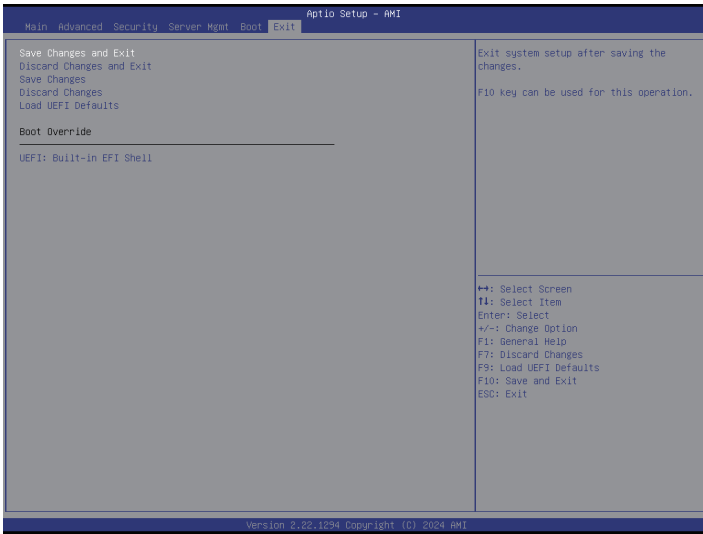 Aptio Setup – AMI
Main Advanced Security Server Mgmt Boot Exit
Save Changes and Exit
Discard Changes and Exit
Save Changes
Discard Changes
Load UEFI Defaults
Boot Override
UEFI: Built-in EFI Shell
Exit system setup after saving the
changes.
F10 key can be used for this operation.
↔: Select Screen
↑↓: Select Item
Enter: Select
+/-: Change Option
F1: General Help
F7: Discard Changes
F9: Load UEFI Defaults
F10: Save and Exit
ESC: Exit
Version 2.22.1294 Copyright (C) 2024 AMI